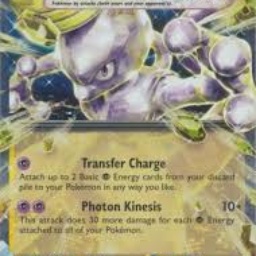 Transfer Charge
Attach up to 2 Basic Energy cards from your discard
pile to your Pokémon in any way you like.
Photon Kinesis 10+
This attack does 30 more damage for each Energy
attached to all of your Pokémon.